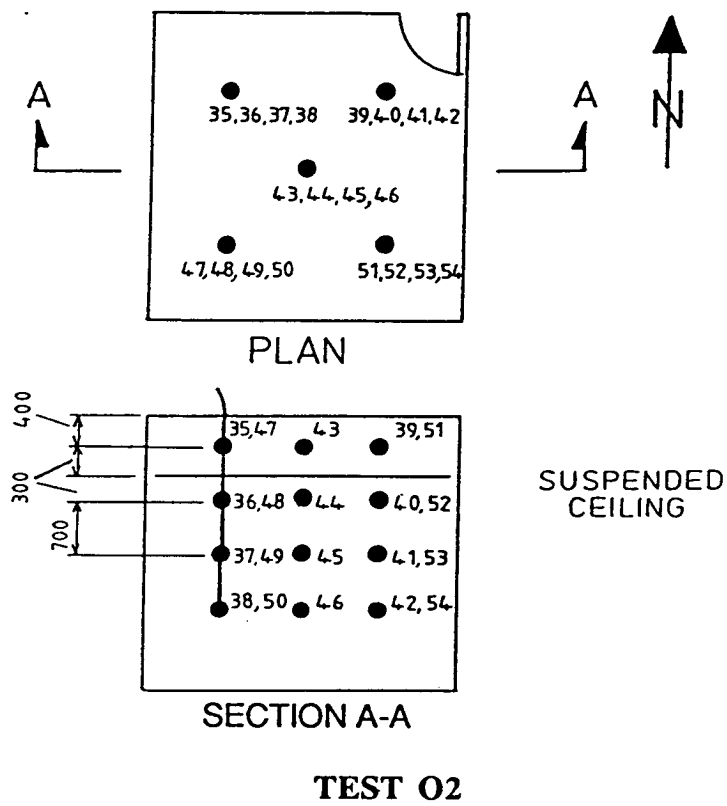 A
A
N
35,36,37,38
39,40,41,42
43,44,45,46
47,48,49,50
51,52,53,54
PLAN
400
300
700
35,47
43
39,51
36,48
44
40,52
37,49
45
41,53
38,50
46
42,54
SUSPENDED
CEILING
SECTION A-A
TEST O2